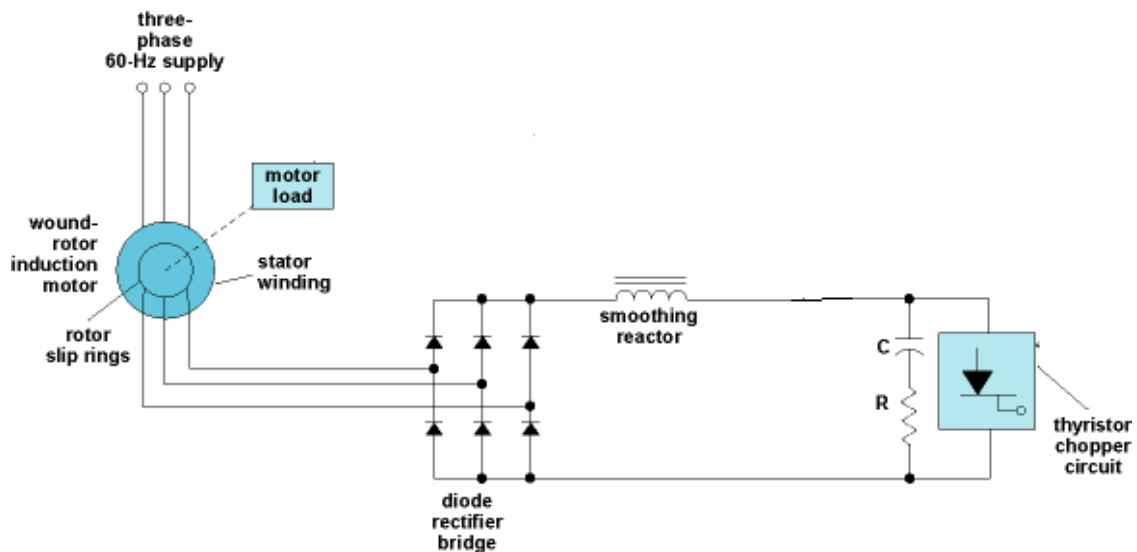 three-
phase
60-Hz supply
motor
load
wound-
rotor
induction
motor
stator
winding
rotor
slip rings
smoothing
reactor
C
R
thyristor
chopper
circuit
diode
rectifier
bridge